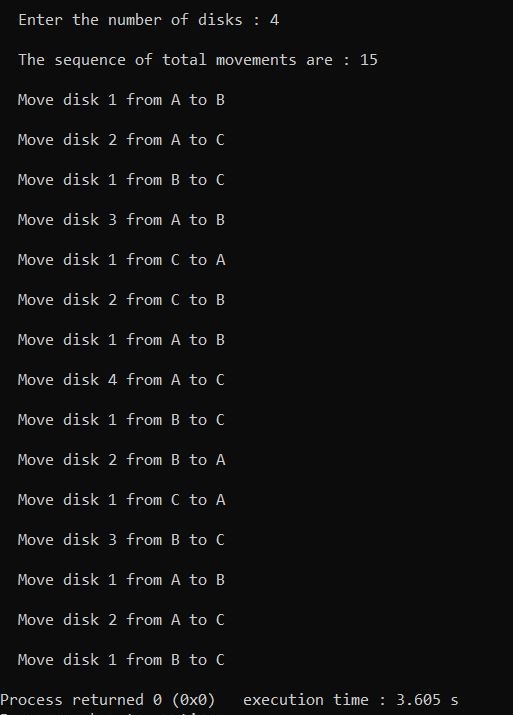 Enter the number of disks : 4
The sequence of total movements are : 15
Move disk 1 from A to B
Move disk 2 from A to C
Move disk 1 from B to C
Move disk 3 from A to B
Move disk 1 from C to A
Move disk 2 from C to B
Move disk 1 from A to B
Move disk 4 from A to C
Move disk 1 from B to C
Move disk 2 from B to A
Move disk 1 from C to A
Move disk 3 from B to C
Move disk 1 from A to B
Move disk 2 from A to C
Move disk 1 from B to C
Process returned 0 (0x0) execution time : 3.605 s